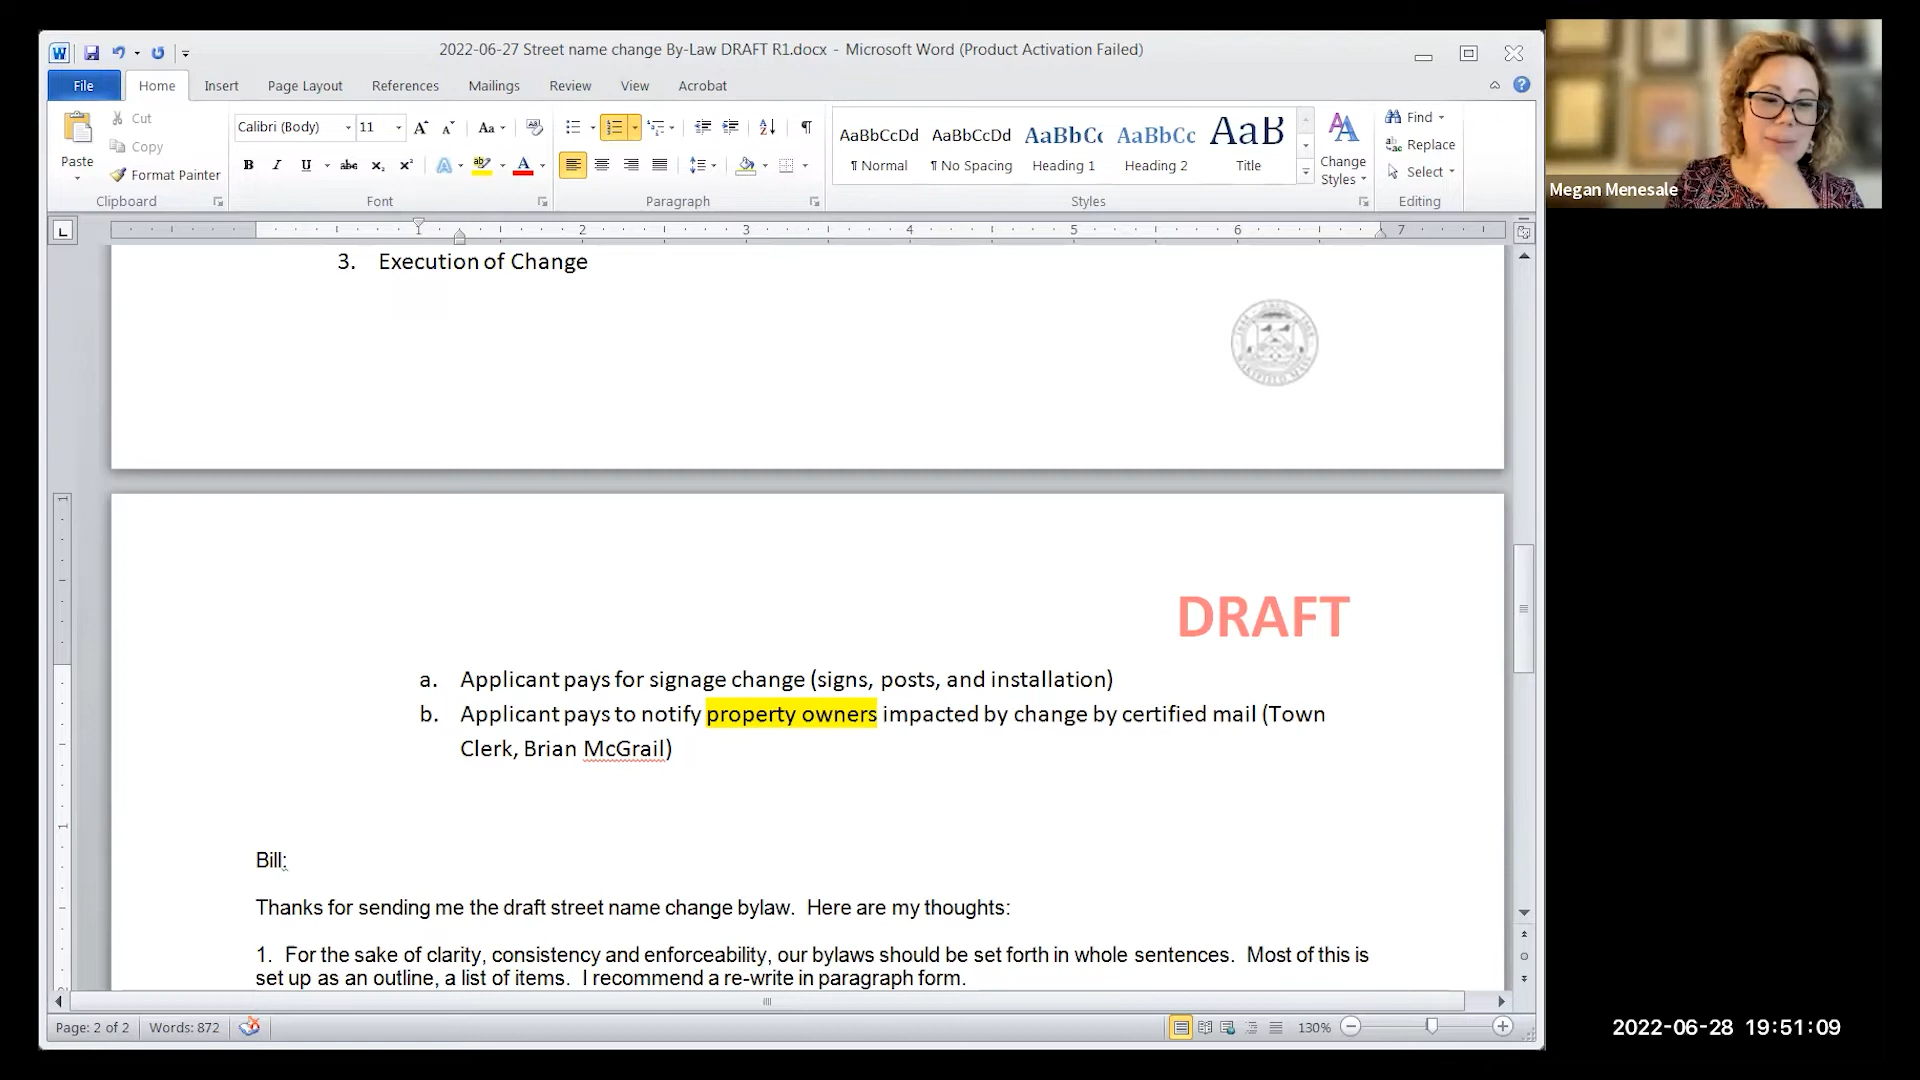 2022-06-27 Street name change By-Law DRAFT R1.docx - Microsoft Word (Product Activation Failed)
File Home Insert Page Layout References Mailings Review View Acrobat
Cut
Copy
Format Painter
Paste
Calibri (Body) 11
AaBbCcDd AaBbCcDd AaBbCc AaBbCc AaB
¶ Normal ¶ No Spacing Heading 1 Heading 2 Title
Change
Styles
Find
Replace
Select
Clipboard Font Paragraph Styles Editing
Megan Menesale
1 2 3 4 5 6 7
3. Execution of Change
DRAFT
a. Applicant pays for signage change (signs, posts, and installation)
b. Applicant pays to notify property owners impacted by change by certified mail (Town
Clerk, Brian McGrail)
Bill:
Thanks for sending me the draft street name change bylaw. Here are my thoughts:
1. For the sake of clarity, consistency and enforceability, our bylaws should be set forth in whole sentences. Most of this is
set up as an outline, a list of items. I recommend a re-write in paragraph form.
Page: 2 of 2 Words: 872 130%
2022-06-28 19:51:09